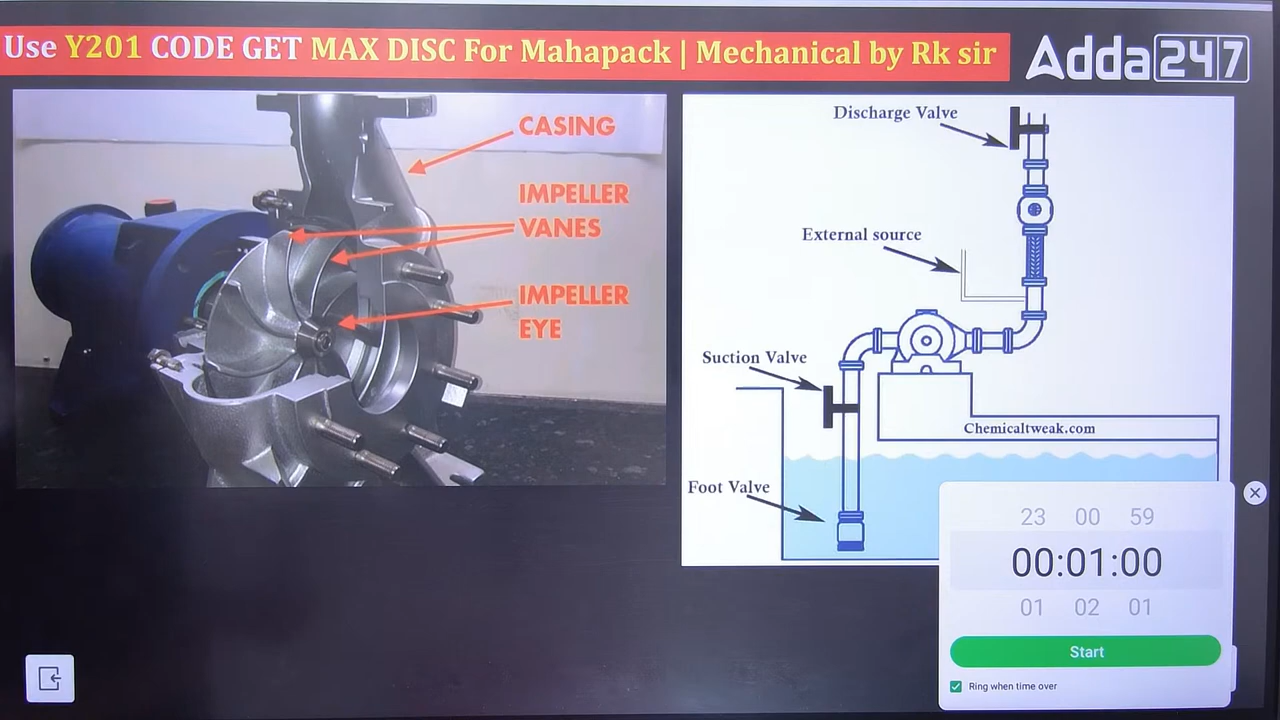 Use Y201 CODE GET MAX DISC For Mahapack | Mechanical by Rk sir
Adda247
CASING
IMPELLER
VANES
IMPELLER
EYE
Discharge Valve
External source
Suction Valve
Chemicaltweak.com
Foot Valve
23 00 59
00:01:00
01 02 01
Start
Ring when time over